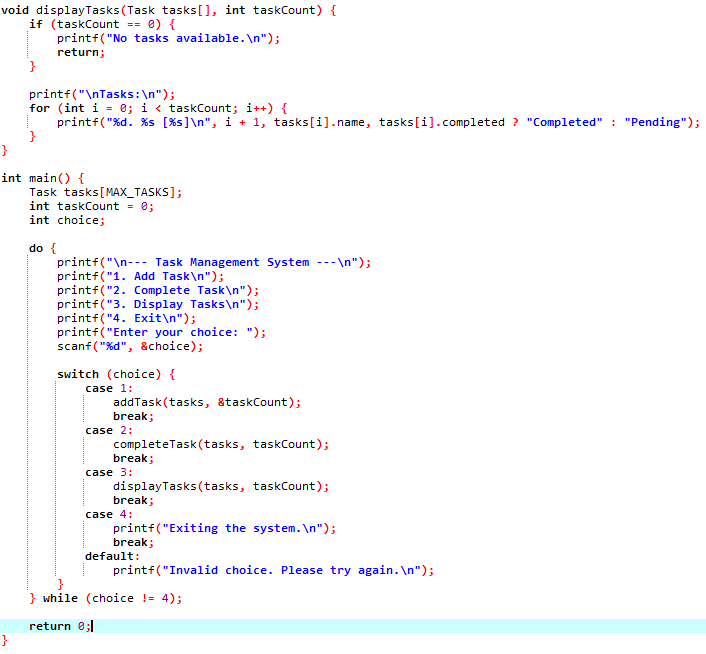 void displayTasks(Task tasks[], int taskCount) {
    if (taskCount == 0) {
        printf("No tasks available.\n");
        return;
    }

    printf("\nTasks:\n");
    for (int i = 0; i < taskCount; i++) {
        printf("%d. %s [%s]\n", i + 1, tasks[i].name, tasks[i].completed ? "Completed" : "Pending");
    }
}

int main() {
    Task tasks[MAX_TASKS];
    int taskCount = 0;
    int choice;

    do {
        printf("\n--- Task Management System ---\n");
        printf("1. Add Task\n");
        printf("2. Complete Task\n");
        printf("3. Display Tasks\n");
        printf("4. Exit\n");
        printf("Enter your choice: ");
        scanf("%d", &choice);

        switch (choice) {
            case 1:
                addTask(tasks, &taskCount);
                break;
            case 2:
                completeTask(tasks, taskCount);
                break;
            case 3:
                displayTasks(tasks, taskCount);
                break;
            case 4:
                printf("Exiting the system.\n");
                break;
            default:
                printf("Invalid choice. Please try again.\n");
        }
    } while (choice != 4);

    return 0;
}